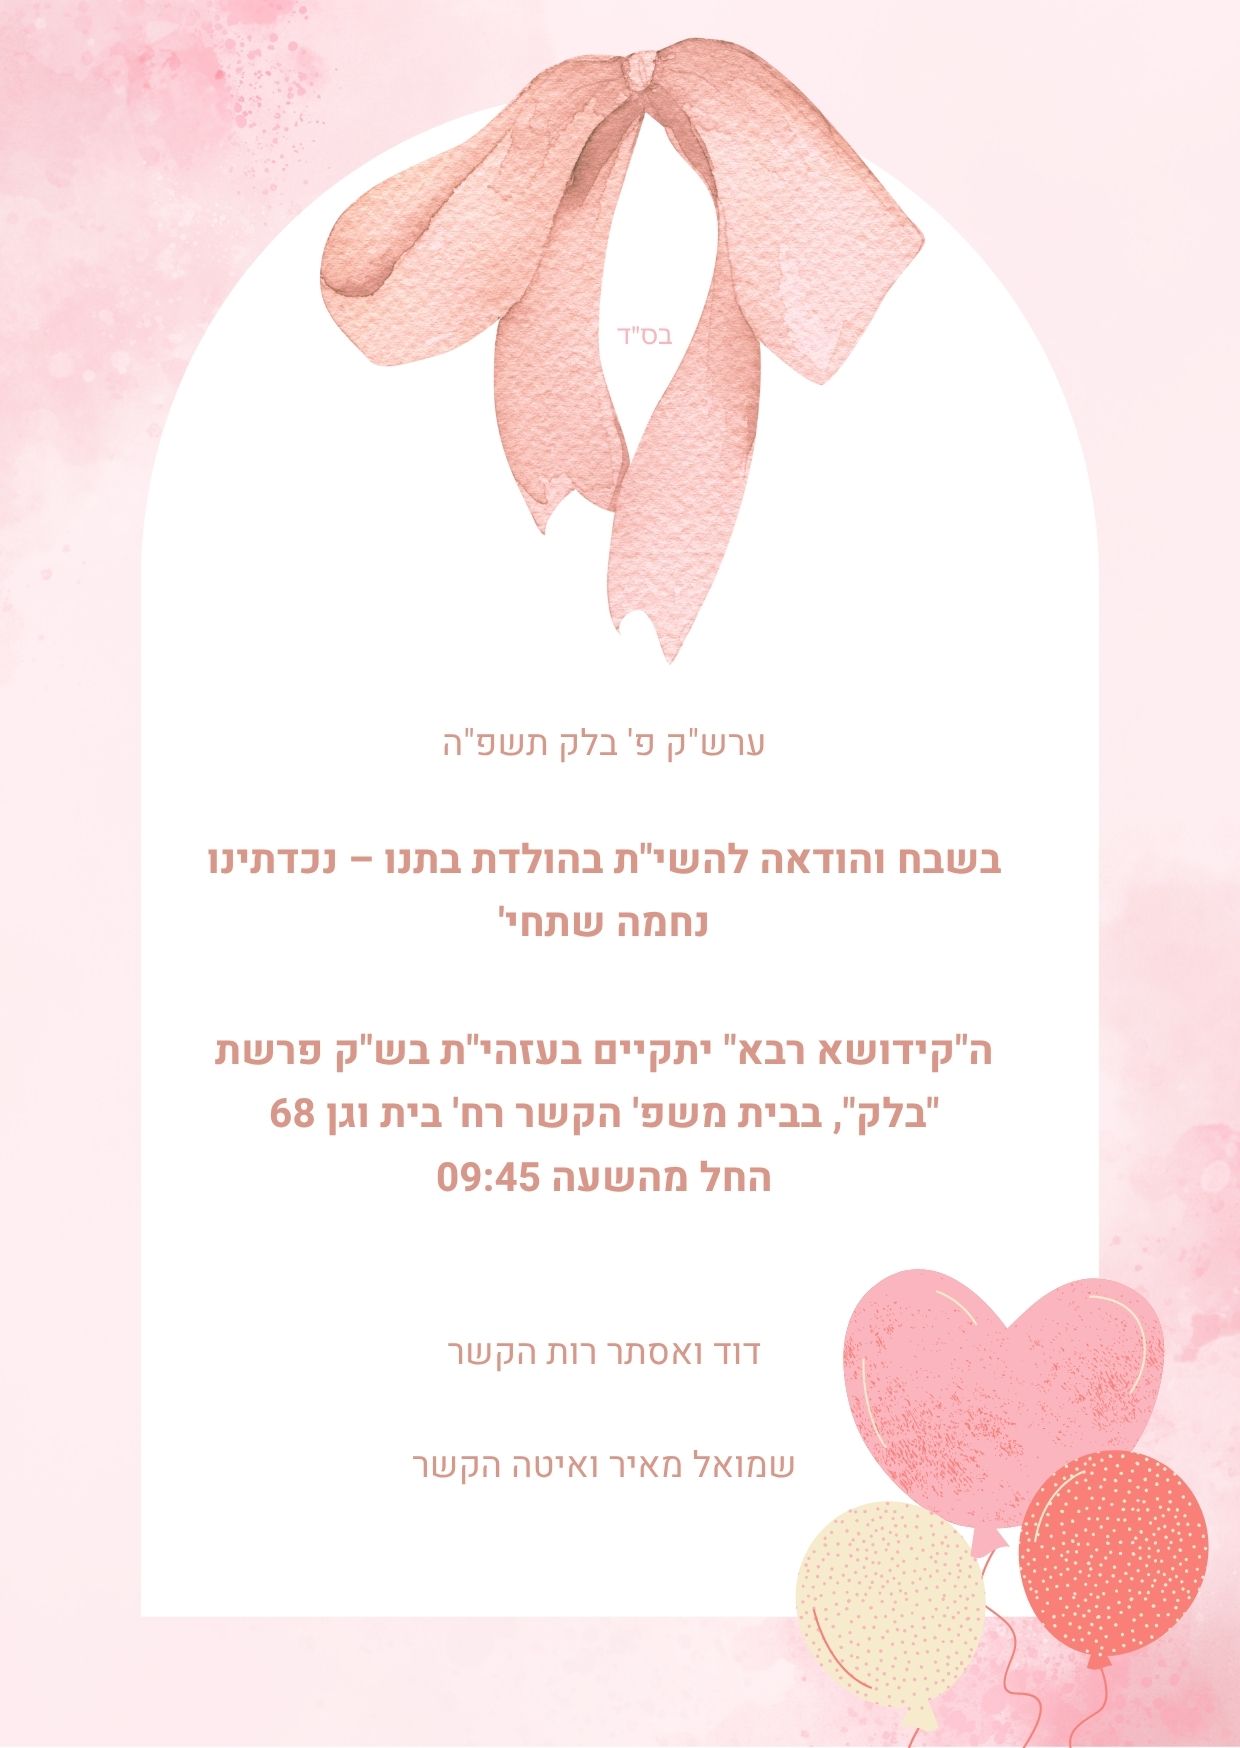 בס"ד
ערש"ק פ' בלק תשפ"ה
בשבח והודאה להשי"ת בהולדת בתנו – נכדתינו
נחמה שתחי'
ה"קידושא רבא" יתקיים בעזהי"ת בש"ק פרשת
"בלק", בבית משפ' הקשר רח' בית וגן 68
החל מהשעה 09:45
דוד ואסתר רות הקשר
שמואל מאיר ואיטה הקשר